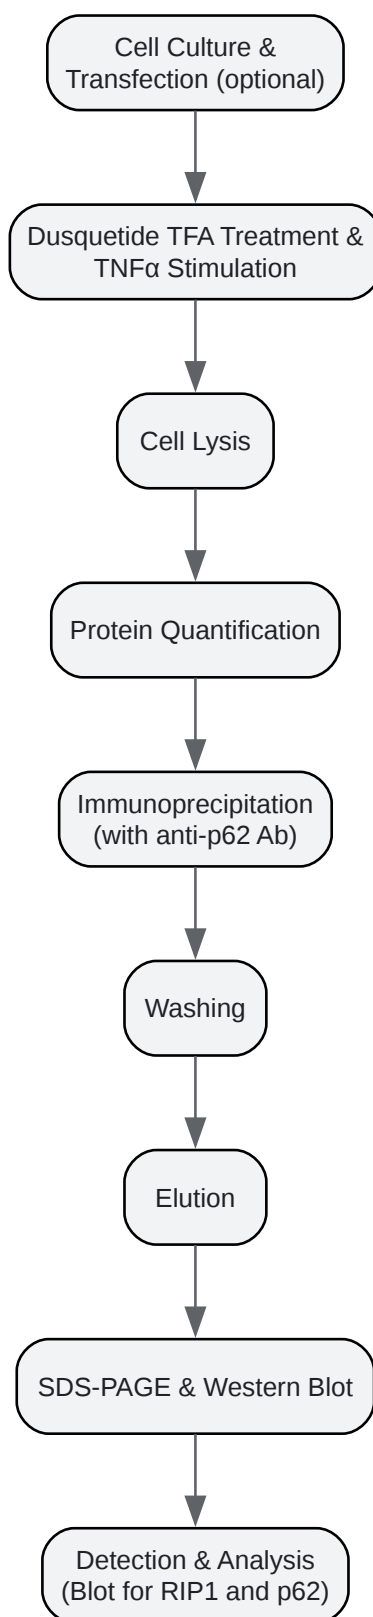 Cell Culture &
Transfection (optional)
Dusquetide TFA Treatment &
TNFα Stimulation
Cell Lysis
Protein Quantification
Immunoprecipitation
(with anti-p62 Ab)
Washing
Elution
SDS-PAGE & Western Blot
Detection & Analysis
(Blot for RIP1 and p62)